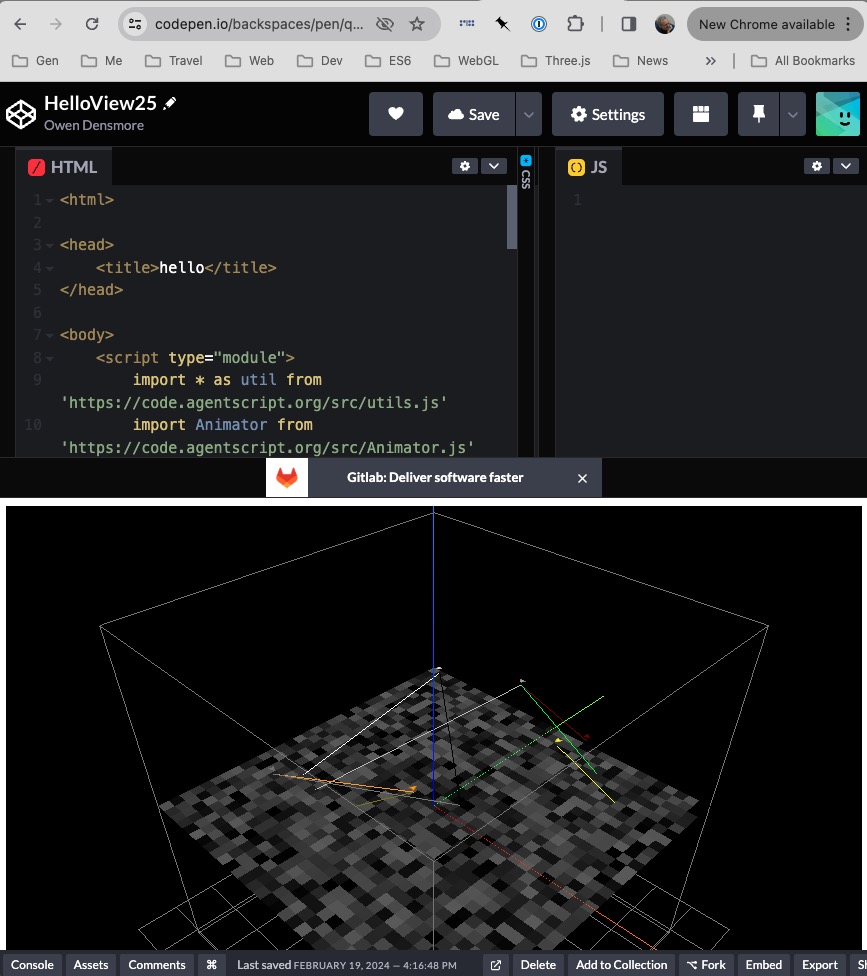 codepen.io/backspaces/pen/q...
New Chrome available
Gen Me Travel Web Dev ES6 WebGL Three.js News » All Bookmarks
HelloView25
Owen Densmore
Save
Settings
HTML
CSS
JS
1 <html>
2
3 <head>
4 <title>hello</title>
5 </head>
6
7 <body>
8 <script type="module">
9 import * as util from
'https://code.agentscript.org/src/utils.js'
10 import Animator from
'https://code.agentscript.org/src/Animator.js'
1
Gitlab: Deliver software faster
Console Assets Comments ⌘ Last saved FEBRUARY 19, 2024 — 4:16:48 PM Delete Add to Collection Fork Embed Export